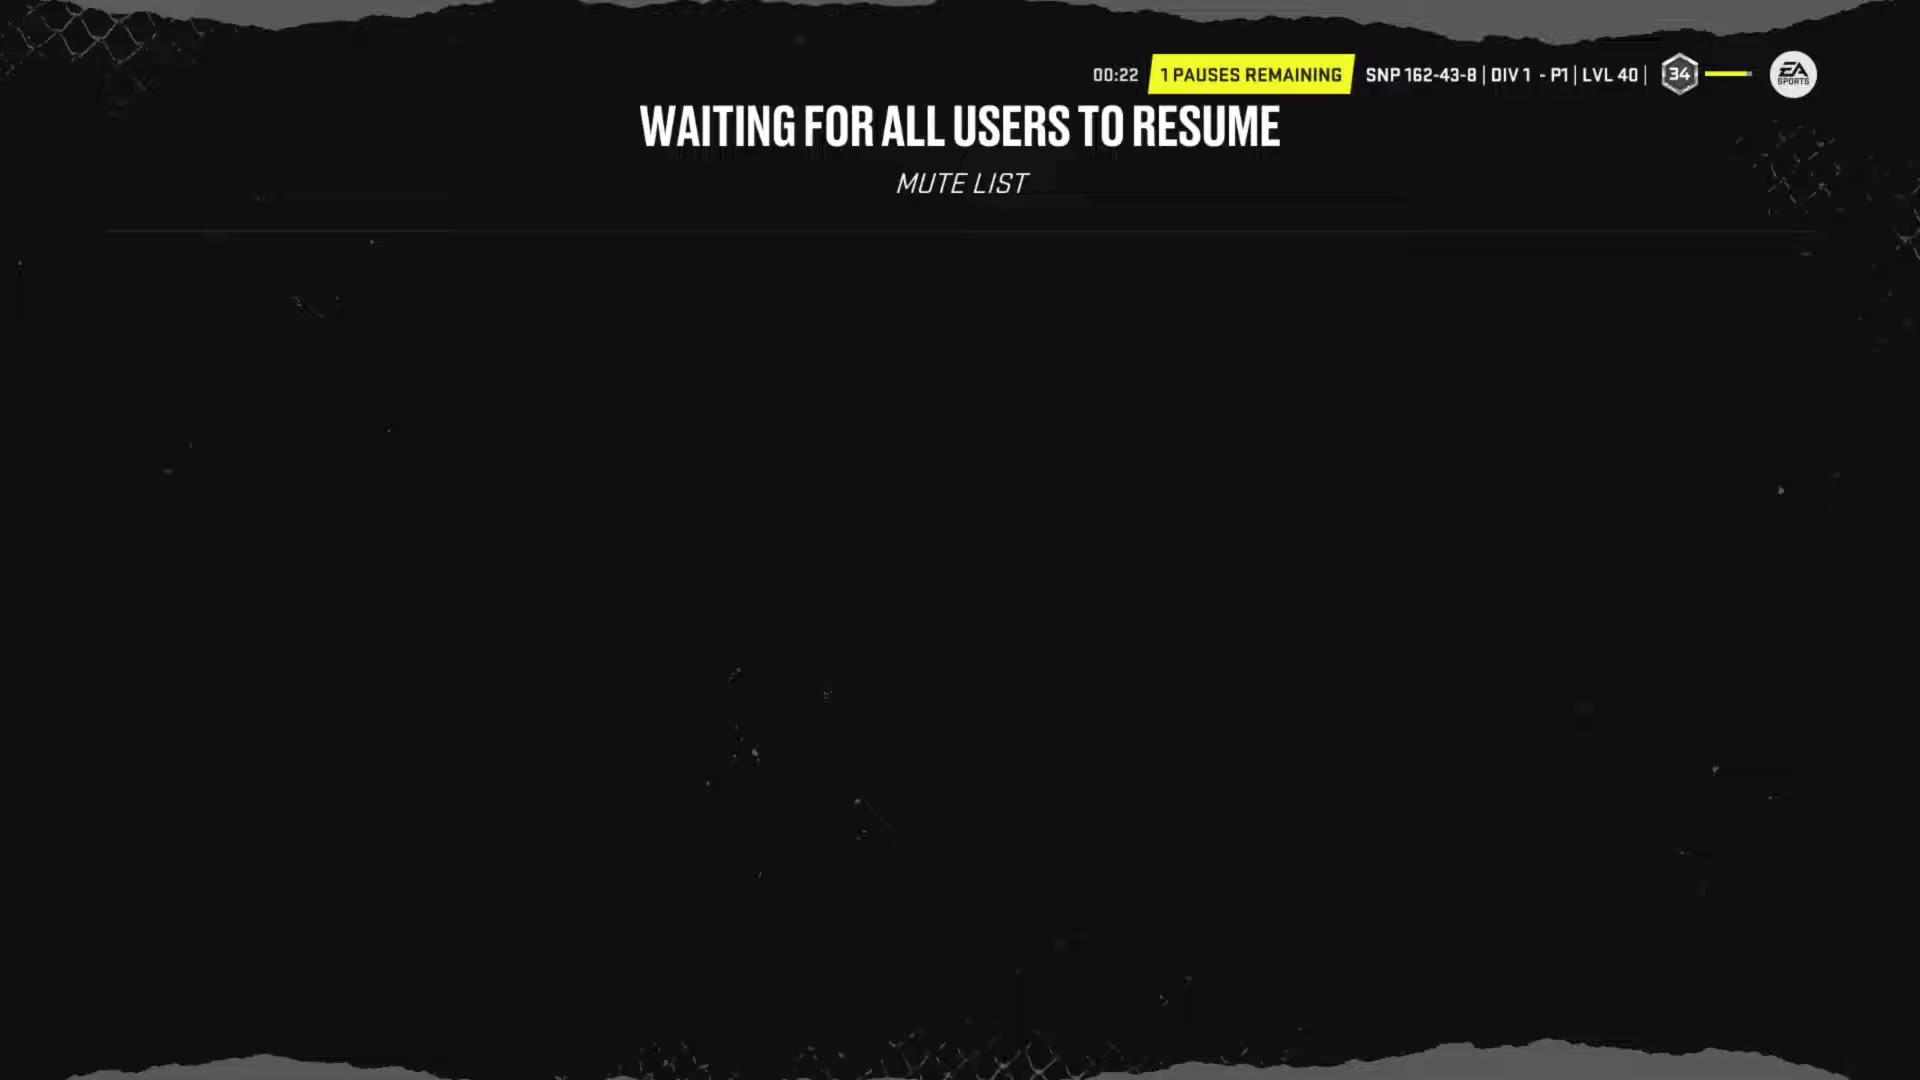 00:22 1 PAUSES REMAINING SNP 162-43-8 | DIV 1 - P1 | LVL 40 | 34 EA SPORTS
WAITING FOR ALL USERS TO RESUME
MUTE LIST